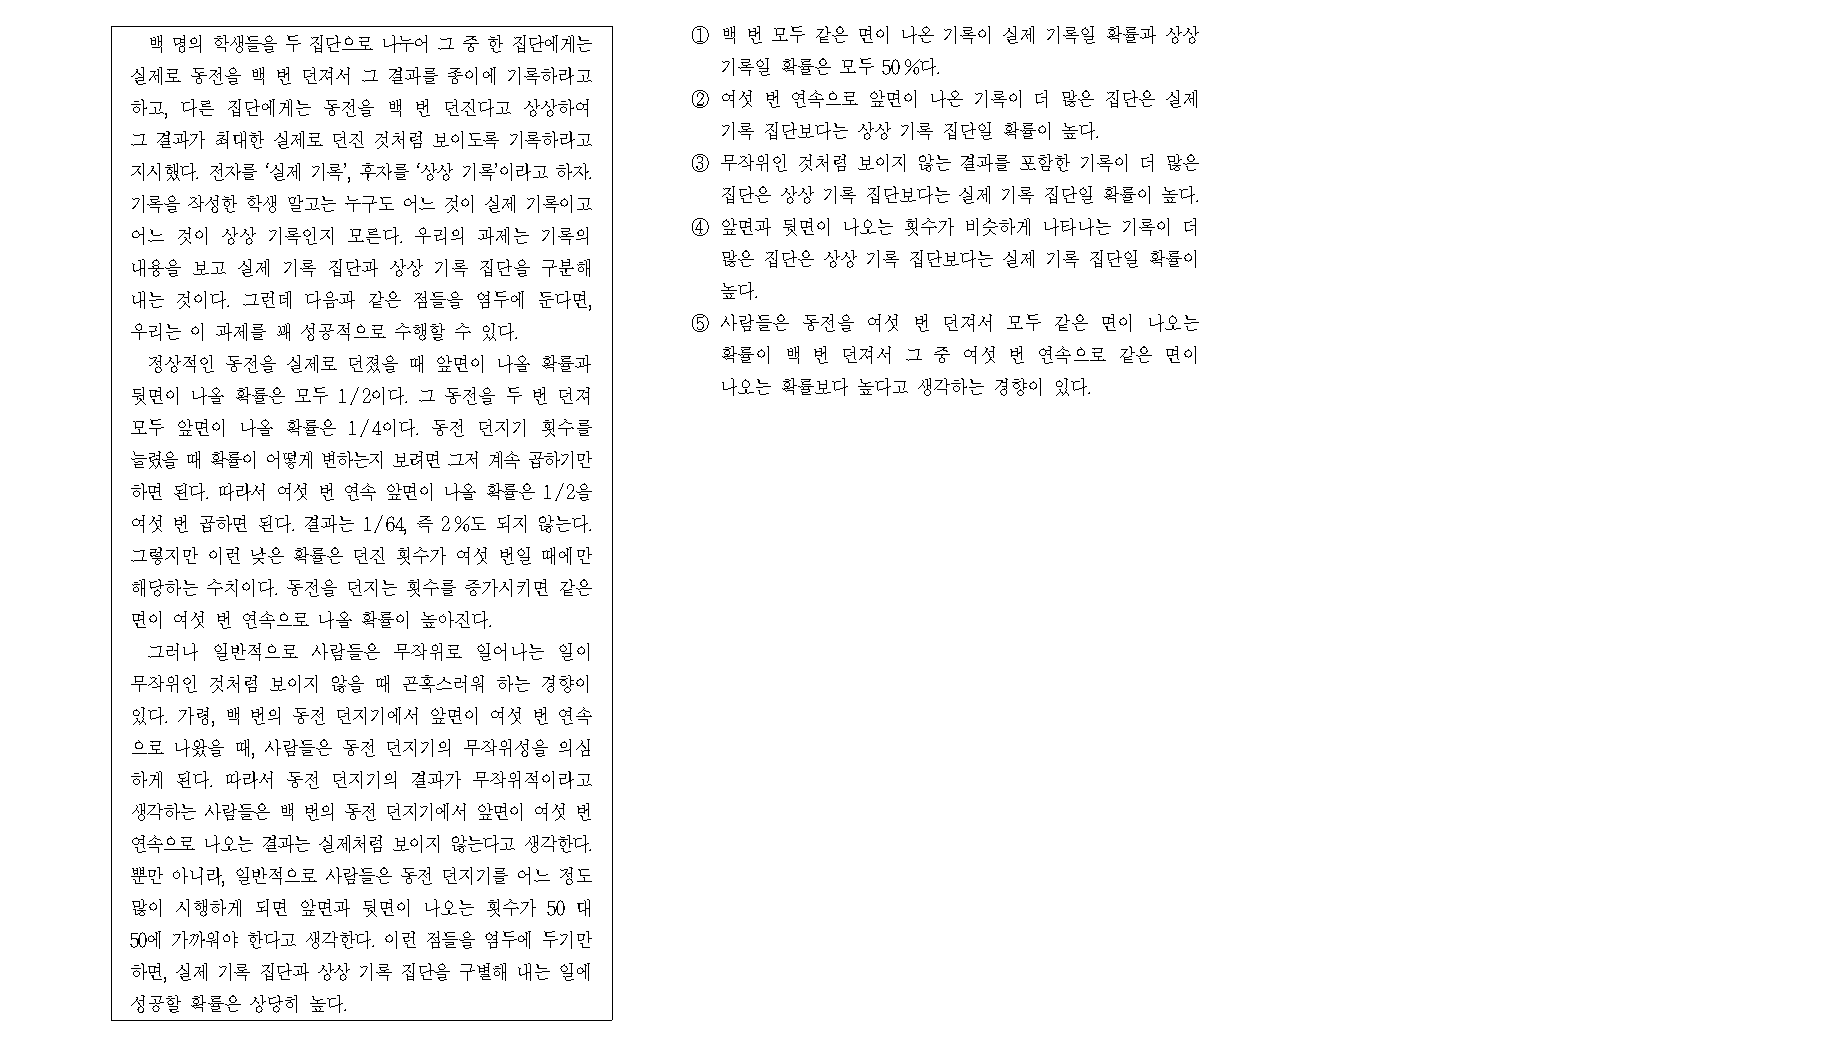 백 명의 학생들을 두 집단으로 나누어 그 중 한 집단에게는
실제로 동전을 백 번 던져서 그 결과를 종이에 기록하라고
하고, 다른 집단에게는 동전을 백 번 던진다고 상상하여
그 결과가 최대한 실제로 던진 것처럼 보이도록 기록하라고
지시했다. 전자를 ‘실제 기록’, 후자를 ‘상상 기록’이라고 하자.
기록을 작성한 학생 말고는 누구도 어느 것이 실제 기록이고
어느 것이 상상 기록인지 모른다. 우리의 과제는 기록의
내용을 보고 실제 기록 집단과 상상 기록 집단을 구분해
내는 것이다. 그런데 다음과 같은 점들을 염두에 둔다면,
우리는 이 과제를 꽤 성공적으로 수행할 수 있다.
정상적인 동전을 실제로 던졌을 때 앞면이 나올 확률과
뒷면이 나올 확률은 모두 1/2이다. 그 동전을 두 번 던져
모두 앞면이 나올 확률은 1/4이다. 동전 던지기 횟수를
늘렸을 때 확률이 어떻게 변하는지 보려면 그저 계속 곱하기만
하면 된다. 따라서 여섯 번 연속 앞면이 나올 확률은 1/2을
여섯 번 곱하면 된다. 결과는 1/64, 즉 2%도 되지 않는다.
그렇지만 이런 낮은 확률은 던진 횟수가 여섯 번일 때에만
해당하는 수치이다. 동전을 던지는 횟수를 증가시키면 같은
면이 여섯 번 연속으로 나올 확률이 높아진다.
그러나 일반적으로 사람들은 무작위로 일어나는 일이
무작위인 것처럼 보이지 않을 때 곤혹스러워 하는 경향이
있다. 가령, 백 번의 동전 던지기에서 앞면이 여섯 번 연속
으로 나왔을 때, 사람들은 동전 던지기의 무작위성을 의심
하게 된다. 따라서 동전 던지기의 결과가 무작위적이라고
생각하는 사람들은 백 번의 동전 던지기에서 앞면이 여섯 번
연속으로 나오는 결과는 실제처럼 보이지 않는다고 생각한다.
뿐만 아니라, 일반적으로 사람들은 동전 던지기를 어느 정도
많이 시행하게 되면 앞면과 뒷면이 나오는 횟수가 50 대
50에 가까워야 한다고 생각한다. 이런 점들을 염두에 두기만
하면, 실제 기록 집단과 상상 기록 집단을 구별해 내는 일에
성공할 확률은 상당히 높다.
① 백 번 모두 같은 면이 나온 기록이 실제 기록일 확률과 상상
기록일 확률은 모두 50%다.
② 여섯 번 연속으로 앞면이 나온 기록이 더 많은 집단은 실제
기록 집단보다는 상상 기록 집단일 확률이 높다.
③ 무작위인 것처럼 보이지 않는 결과를 포함한 기록이 더 많은
집단은 상상 기록 집단보다는 실제 기록 집단일 확률이 높다.
④ 앞면과 뒷면이 나오는 횟수가 비슷하게 나타나는 기록이 더
많은 집단은 상상 기록 집단보다는 실제 기록 집단일 확률이
높다.
⑤ 사람들은 동전을 여섯 번 던져서 모두 같은 면이 나오는
확률이 백 번 던져서 그 중 여섯 번 연속으로 같은 면이
나오는 확률보다 높다고 생각하는 경향이 있다.